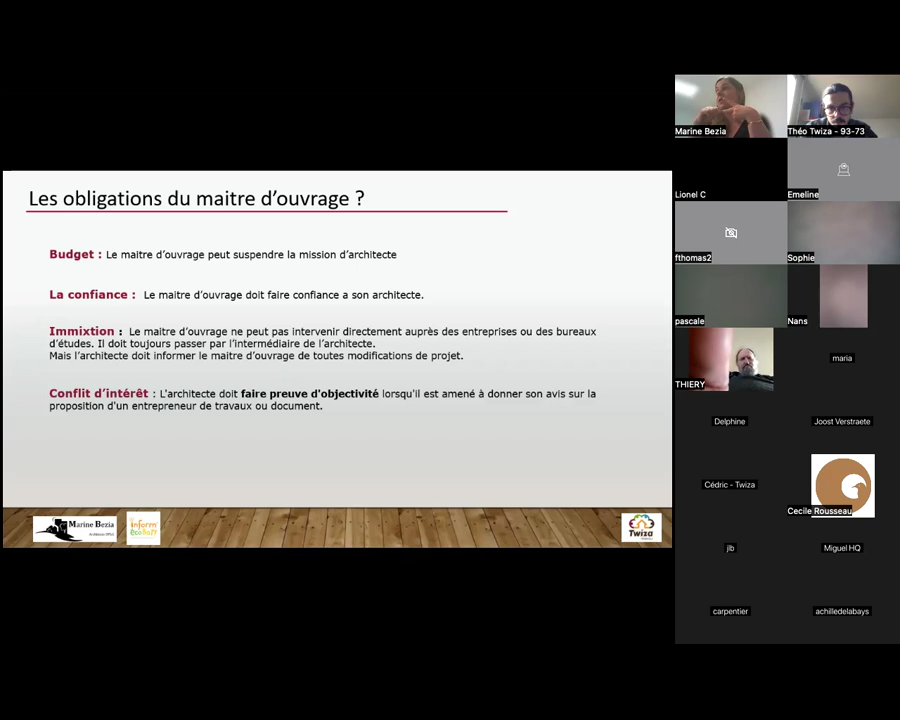 Les obligations du maitre d’ouvrage ?
Budget : Le maitre d’ouvrage peut suspendre la mission d’architecte
La confiance : Le maitre d’ouvrage doit faire confiance a son architecte.
Immixtion : Le maitre d’ouvrage ne peut pas intervenir directement auprès des entreprises ou des bureaux
d’études. Il doit toujours passer par l’intermédiaire de l’architecte.
Mais l’architecte doit informer le maitre d’ouvrage de toutes modifications de projet.
Conflit d’intérêt : L'architecte doit faire preuve d'objectivité lorsqu'il est amené à donner son avis sur la
proposition d'un entrepreneur de travaux ou document.
Marine Bezia
inform
écobati
Twiza
Marine Bezia
Théo Twiza - 93-73
Lionel C
Emeline
fthomas2
Sophie
pascale
Nans
THIERY
maria
Delphine
Joost Verstraete
Cédric - Twiza
Cecile Rousseau
jlb
Miguel HQ
carpentier
achilledelabays